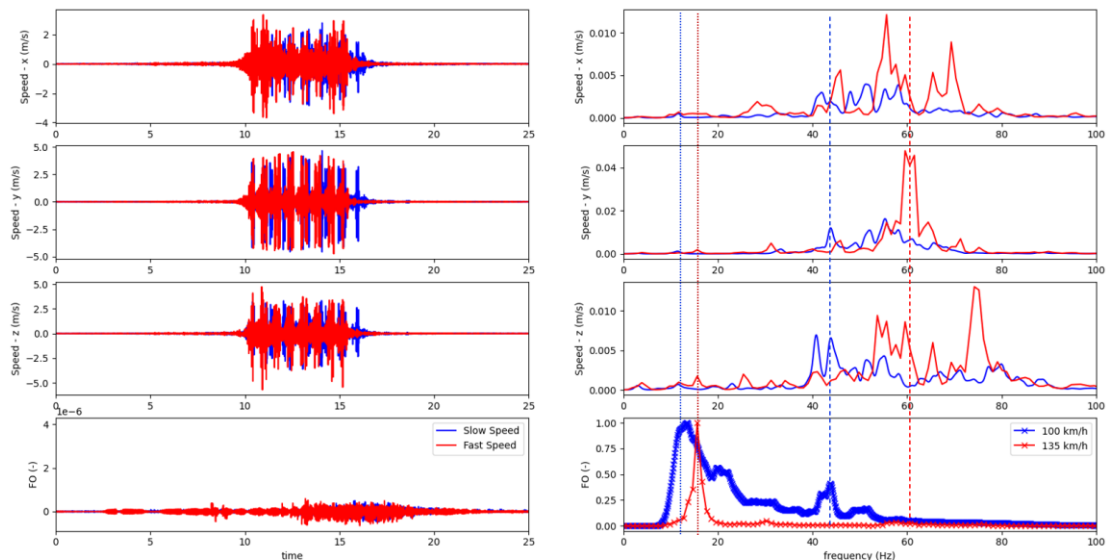 Speed - x (m/s)
2
0
−2
−4
0 5 10 15 20 25
Speed - y (m/s)
5.0
2.5
0.0
−2.5
−5.0
0 5 10 15 20 25
Speed - z (m/s)
5.0
2.5
0.0
−2.5
−5.0
0 5 10 15 20 25
1e−6
FO (-)
4
2
0
Slow Speed
Fast Speed
0 5 10 15 20 25
time
Speed - x (m/s)
0.010
0.005
0.000
0 20 40 60 80 100
Speed - y (m/s)
0.04
0.02
0.00
0 20 40 60 80 100
Speed - z (m/s)
0.010
0.005
0.000
0 20 40 60 80 100
FO (-)
1.00
0.75
0.50
0.25
0.00
100 km/h
135 km/h
0 20 40 60 80 100
frequency (Hz)